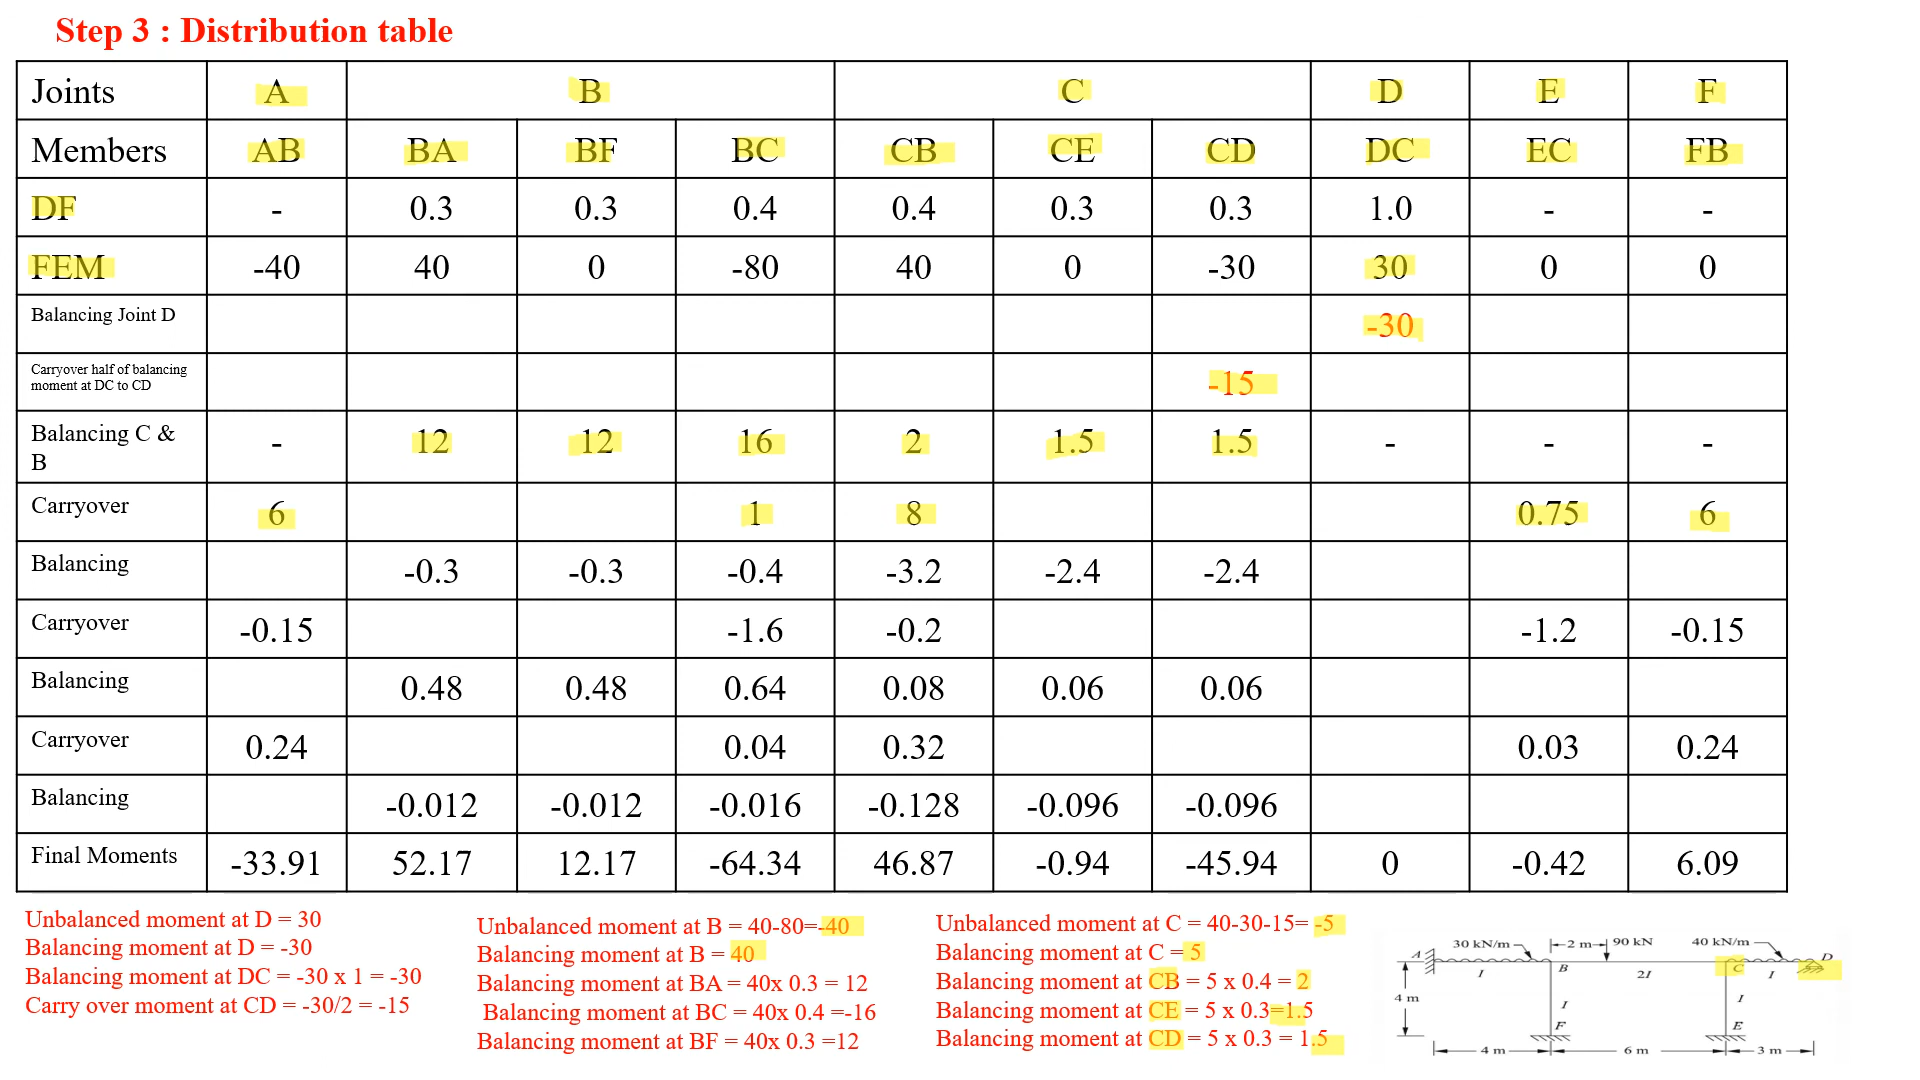 Step 3 : Distribution table
Joints A B C D E F
Members AB BA BF BC CB CE CD DC EC FB
DF - 0.3 0.3 0.4 0.4 0.3 0.3 1.0 - -
FEM -40 40 0 -80 40 0 -30 30 0 0
Balancing Joint D -30
Carryover half of balancing
moment at DC to CD -15
Balancing C &
B - 12 12 16 2 1.5 1.5 - - -
Carryover 6 1 8 0.75 6
Balancing -0.3 -0.3 -0.4 -3.2 -2.4 -2.4
Carryover -0.15 -1.6 -0.2 -1.2 -0.15
Balancing 0.48 0.48 0.64 0.08 0.06 0.06
Carryover 0.24 0.04 0.32 0.03 0.24
Balancing -0.012 -0.012 -0.016 -0.128 -0.096 -0.096
Final Moments -33.91 52.17 12.17 -64.34 46.87 -0.94 -45.94 0 -0.42 6.09
Unbalanced moment at D = 30
Balancing moment at D = -30
Balancing moment at DC = -30 x 1 = -30
Carry over moment at CD = -30/2 = -15
Unbalanced moment at B = 40-80=-40
Balancing moment at B = 40
Balancing moment at BA = 40x 0.3 = 12
Balancing moment at BC = 40x 0.4 =-16
Balancing moment at BF = 40x 0.3 =12
Unbalanced moment at C = 40-30-15= -5
Balancing moment at C = 5
Balancing moment at CB = 5 x 0.4 = 2
Balancing moment at CE = 5 x 0.3=1.5
Balancing moment at CD = 5 x 0.3 = 1.5
30 kN/m 2 m 90 kN 40 kN/m
A I B 2I C I D
4 m I I
F E
4 m 6 m 3 m